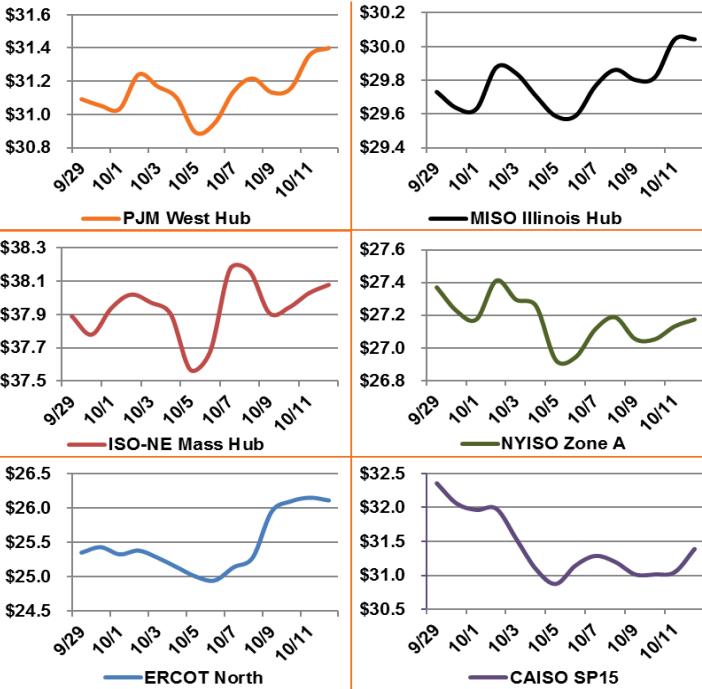 $31.6
$31.4
$31.2
$31.0
$30.8
9/29 10/1 10/3 10/5 10/7 10/9 10/11
PJM West Hub
$30.2
$30.0
$29.8
$29.6
$29.4
9/29 10/1 10/3 10/5 10/7 10/9 10/11
MISO Illinois Hub
$38.3
$38.1
$37.9
$37.7
$37.5
9/29 10/1 10/3 10/5 10/7 10/9 10/11
ISO-NE Mass Hub
$27.6
$27.4
$27.2
$27.0
$26.8
9/29 10/1 10/3 10/5 10/7 10/9 10/11
NYISO Zone A
$26.5
$26.0
$25.5
$25.0
$24.5
9/29 10/1 10/3 10/5 10/7 10/9 10/11
ERCOT North
$32.5
$32.0
$31.5
$31.0
$30.5
9/29 10/1 10/3 10/5 10/7 10/9 10/11
CAISO SP15